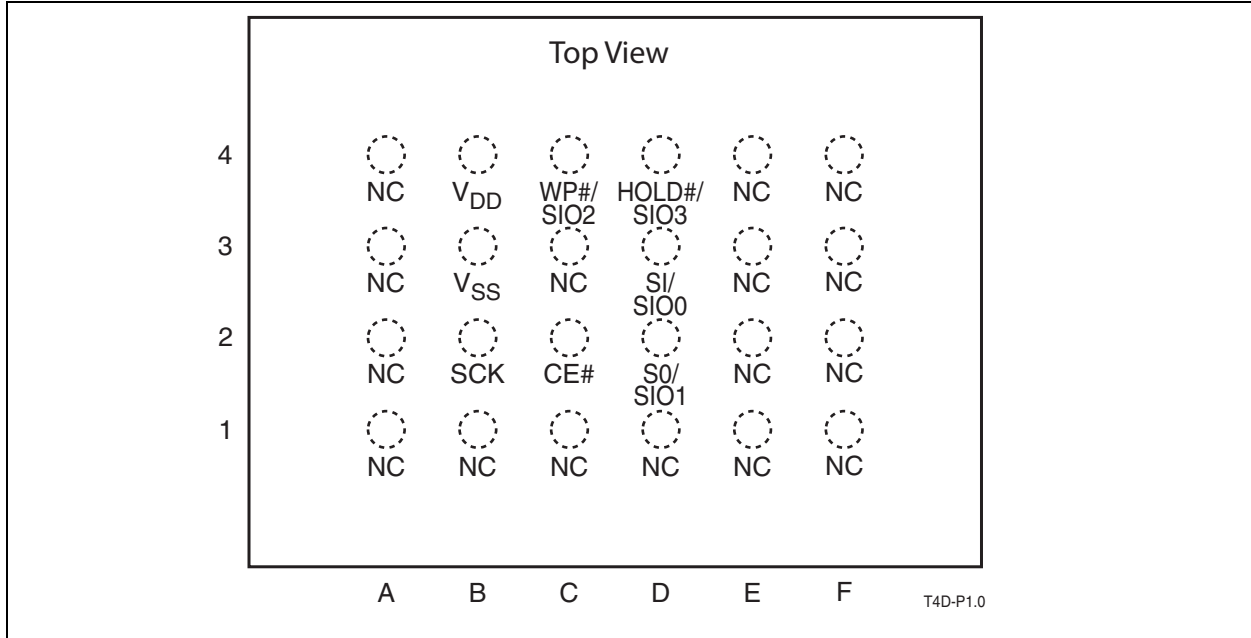 Top View
4
NC VDD WP#/ HOLD#/ NC NC
SIO2 SIO3
3
NC VSS NC SI/ NC NC
SIO0
2
NC SCK CE# S0/ NC NC
SIO1
1
NC NC NC NC NC NC
A B C D E F
T4D-P1.0